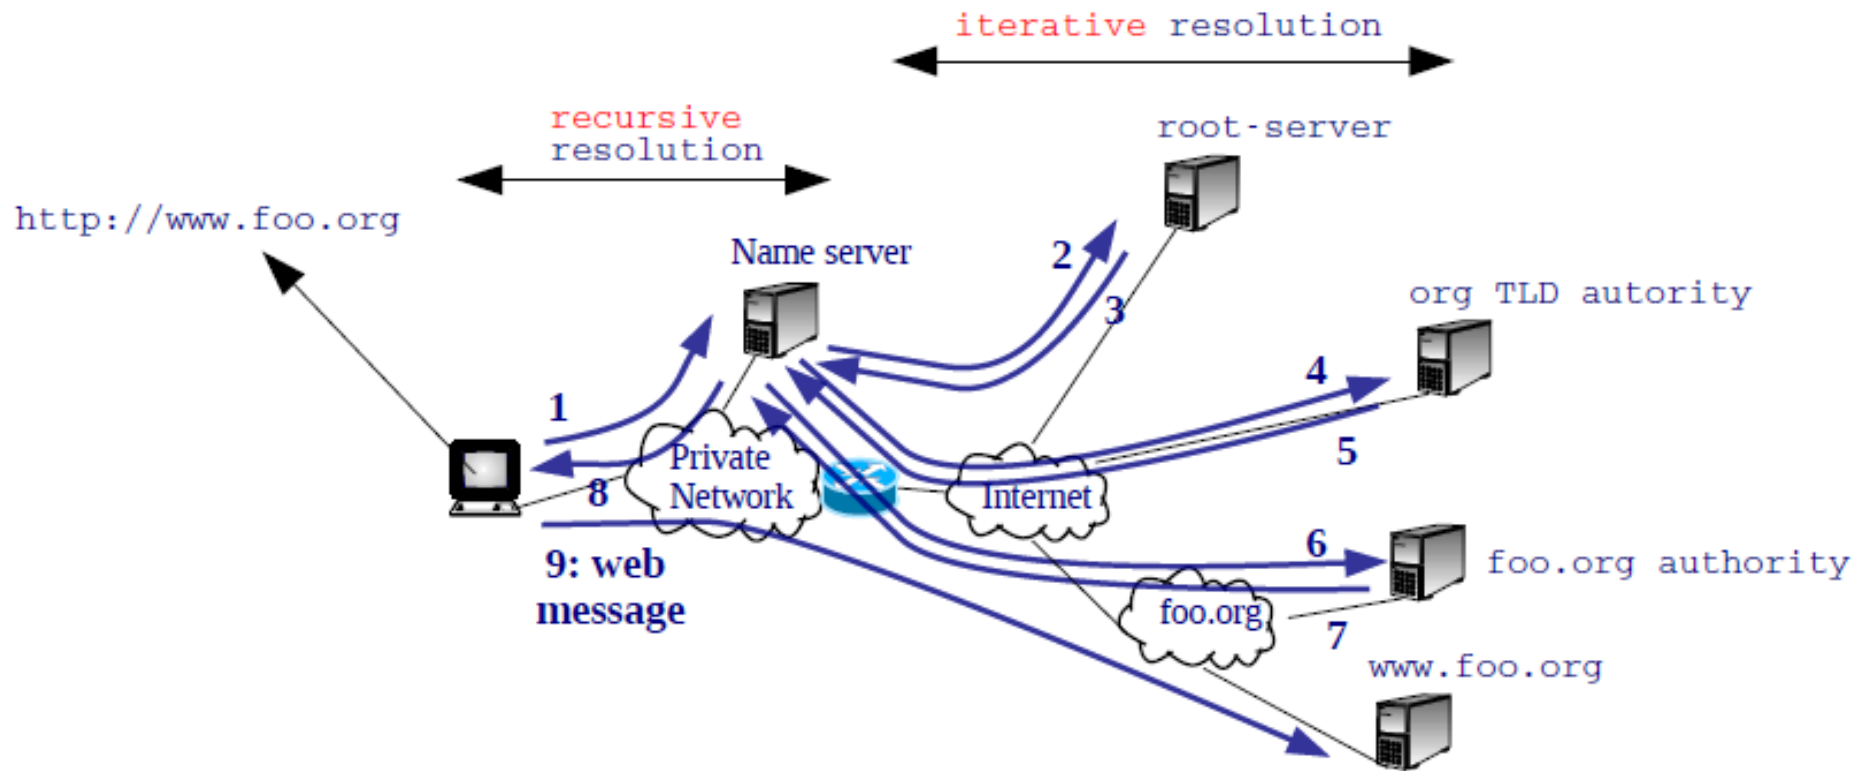 iterative resolution
recursive
resolution
root-server
http://www.foo.org
Name server
2
3
org TLD autority
1
4
5
Private
Network
8
Internet
6
9: web
message
foo.org authority
foo.org
7
www.foo.org